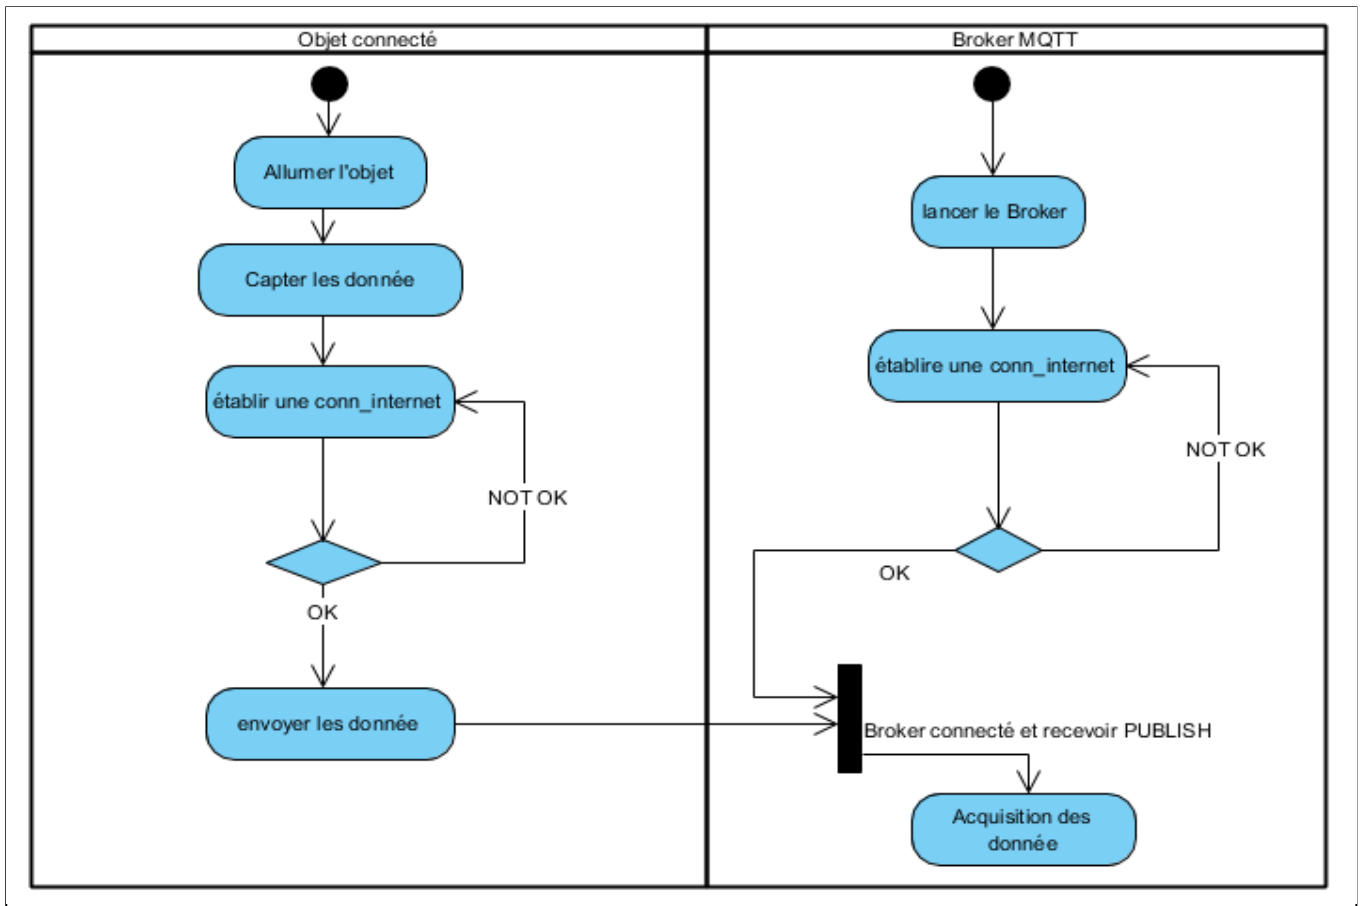 Objet connecté
Broker MQTT
Allumer l'objet
Capter les donnée
établir une conn_internet
NOT OK
OK
envoyer les donnée
lancer le Broker
établire une conn_internet
NOT OK
OK
Broker connecté et recevoir PUBLISH
Acquisition des
donnée